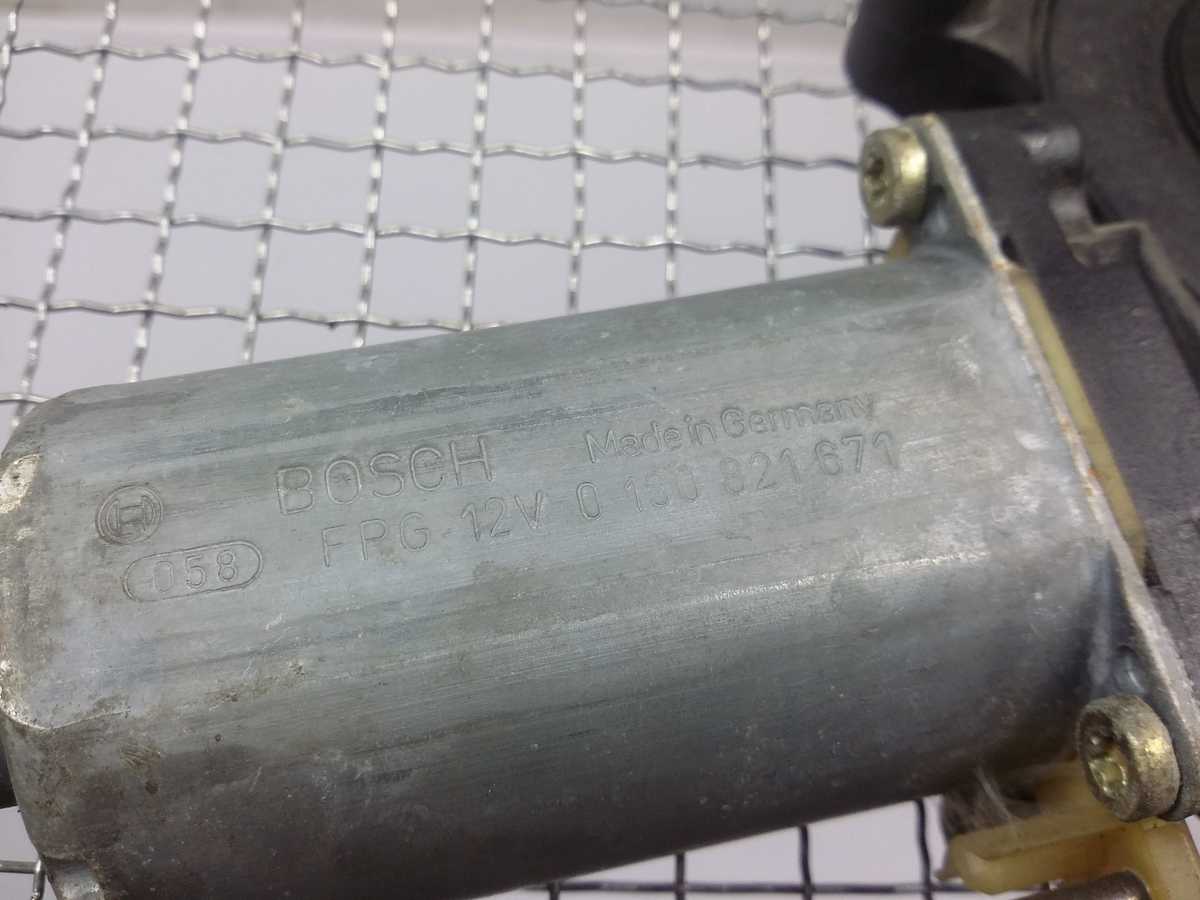 BOSCH Made in Germany
FPG 12V 0 130 821 671
058